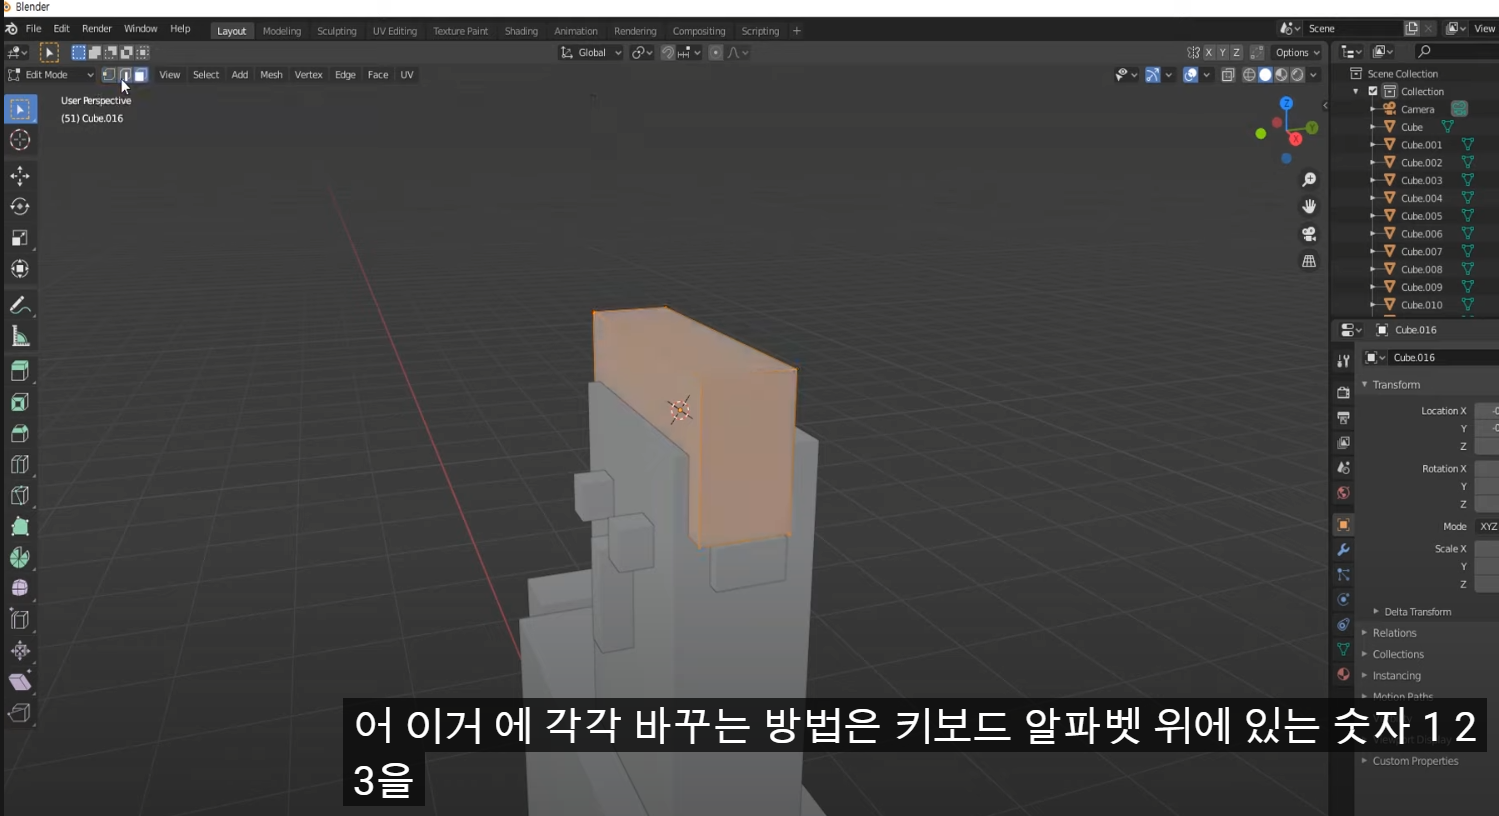 Blender
File Edit Render Window Help Layout Modeling Sculpting UV Editing Texture Paint Shading Animation Rendering Compositing Scripting + Scene View
Global X Y Z Options
Edit Mode View Select Add Mesh Vertex Edge Face UV
User Perspective
(51) Cube.016
Z
Y
X
Scene Collection
Collection
Camera
Cube
Cube.001
Cube.002
Cube.003
Cube.004
Cube.005
Cube.006
Cube.007
Cube.008
Cube.009
Cube.010
Cube.016
Cube.016
Transform
Location X -0
Y -0
Z
Rotation X
Y
Z
Mode XYZ
Scale X
Y
Z
Delta Transform
Relations
Collections
Instancing
Motion Paths
Custom Properties
어 이거 에 각각 바꾸는 방법은 키보드 알파벳 위에 있는 숫자 1 2
3을